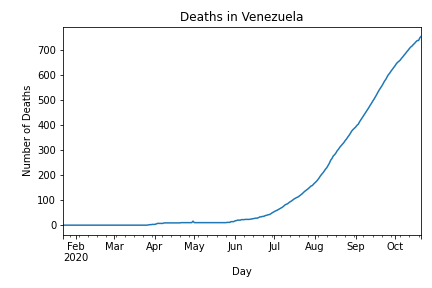 Deaths in Venezuela
Number of Deaths
700
600
500
400
300
200
100
0
Feb Mar Apr May Jun Jul Aug Sep Oct
2020
Day